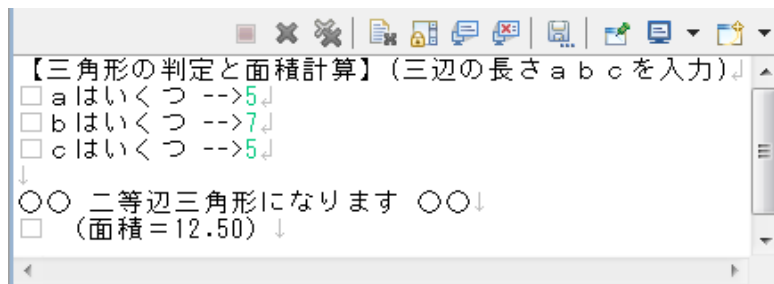 【三角形の判定と面積計算】(三辺の長さａｂｃを入力)↲
□ａはいくつ -->5↲
□ｂはいくつ -->7↲
□ｃはいくつ -->5↲
↓
○○ 二等辺三角形になります ○○↓
□ (面積＝12.50) ↓